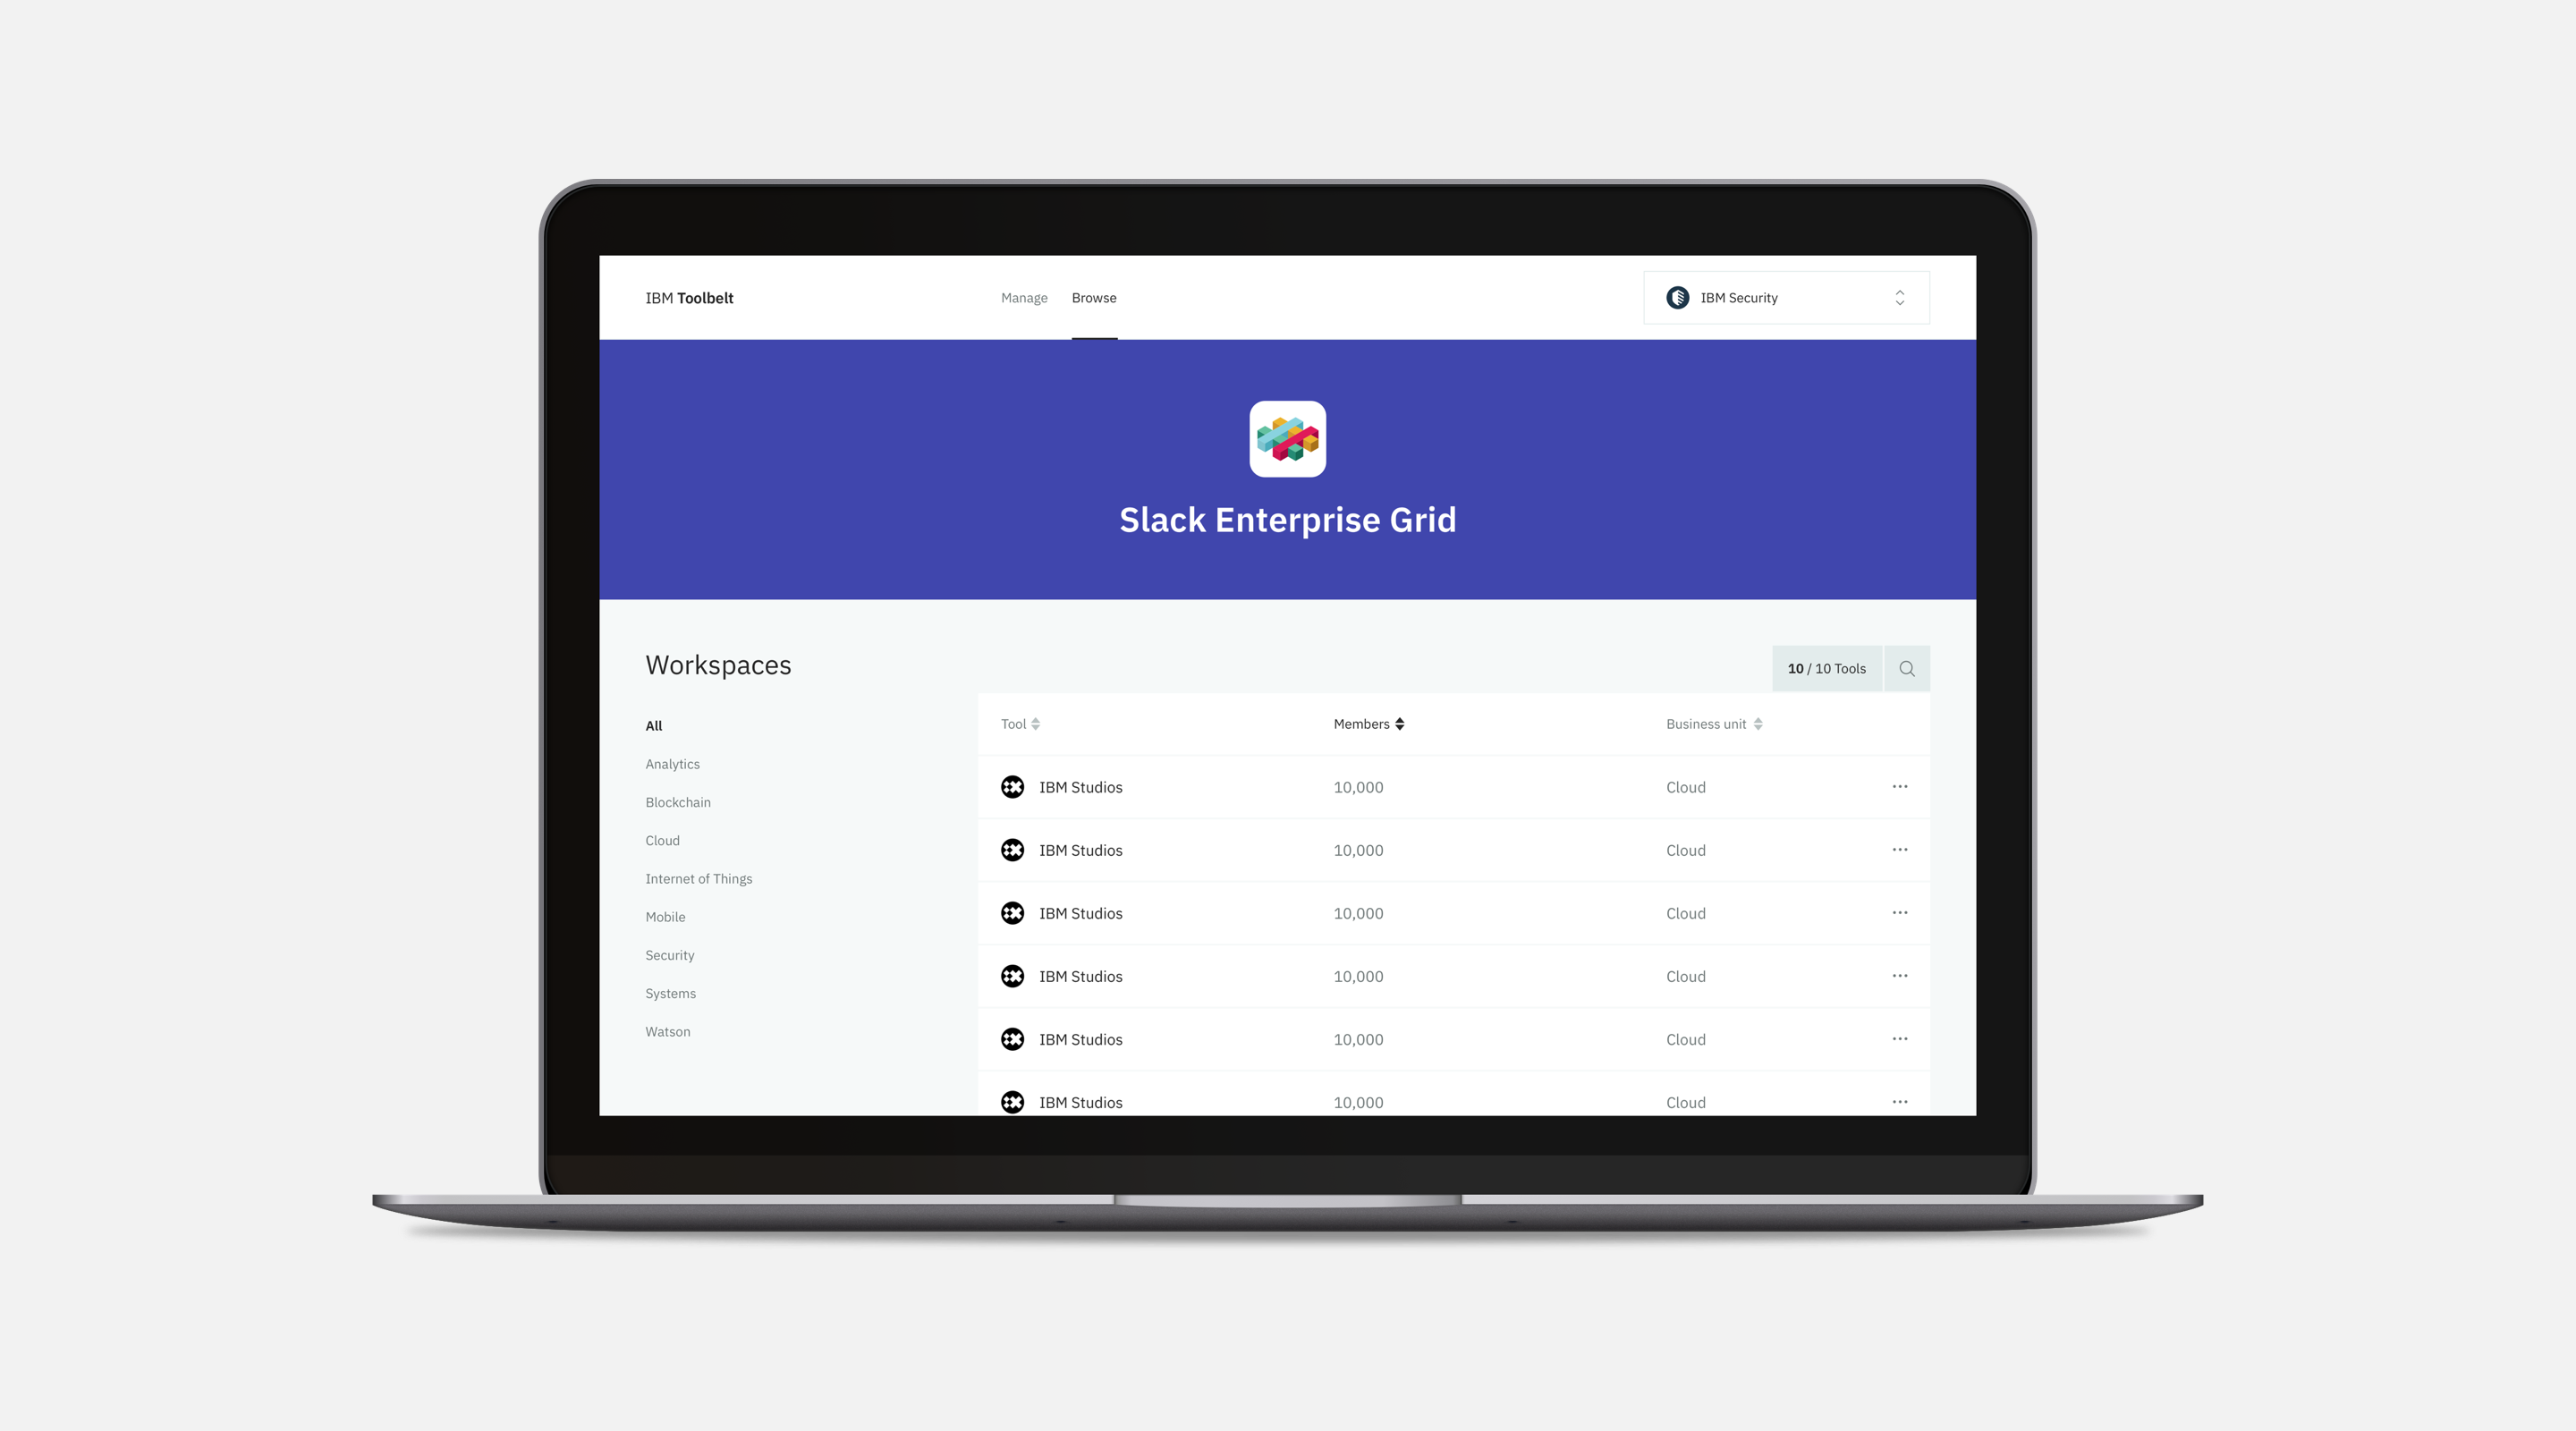 IBM Toolbelt
Manage Browse
IBM Security
Slack Enterprise Grid
Workspaces
10 / 10 Tools
All
Analytics
Blockchain
Cloud
Internet of Things
Mobile
Security
Systems
Watson
Tool Members Business unit
IBM Studios 10,000 Cloud
IBM Studios 10,000 Cloud
IBM Studios 10,000 Cloud
IBM Studios 10,000 Cloud
IBM Studios 10,000 Cloud
IBM Studios 10,000 Cloud